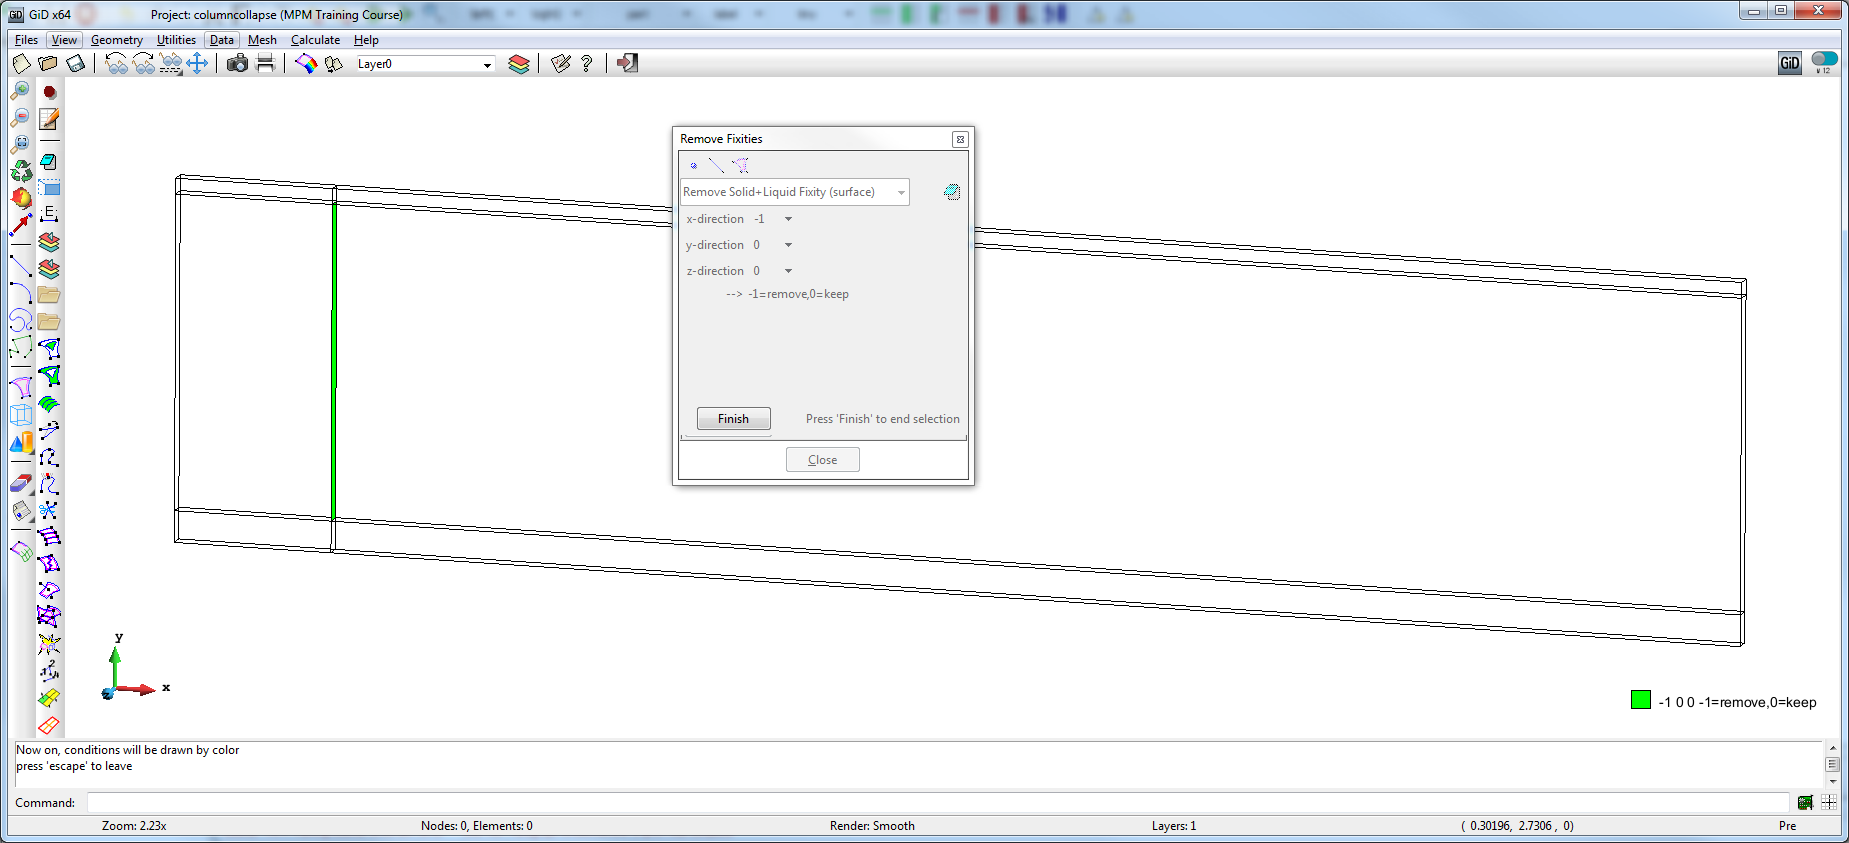 GiD x64 Project: columncollapse (MPM Training Course)
Files View Geometry Utilities Data Mesh Calculate Help
Layer0
GiD
Remove Fixities
Remove Solid+Liquid Fixity (surface)
x-direction -1
y-direction 0
z-direction 0
--> -1=remove,0=keep
Finish Press 'Finish' to end selection
Close
y
x
-1 0 0 -1=remove,0=keep
Now on, conditions will be drawn by color
press 'escape' to leave
Command:
Zoom: 2.23x Nodes: 0, Elements: 0 Render: Smooth Layers: 1 ( 0.30196, 2.7306 , 0) Pre